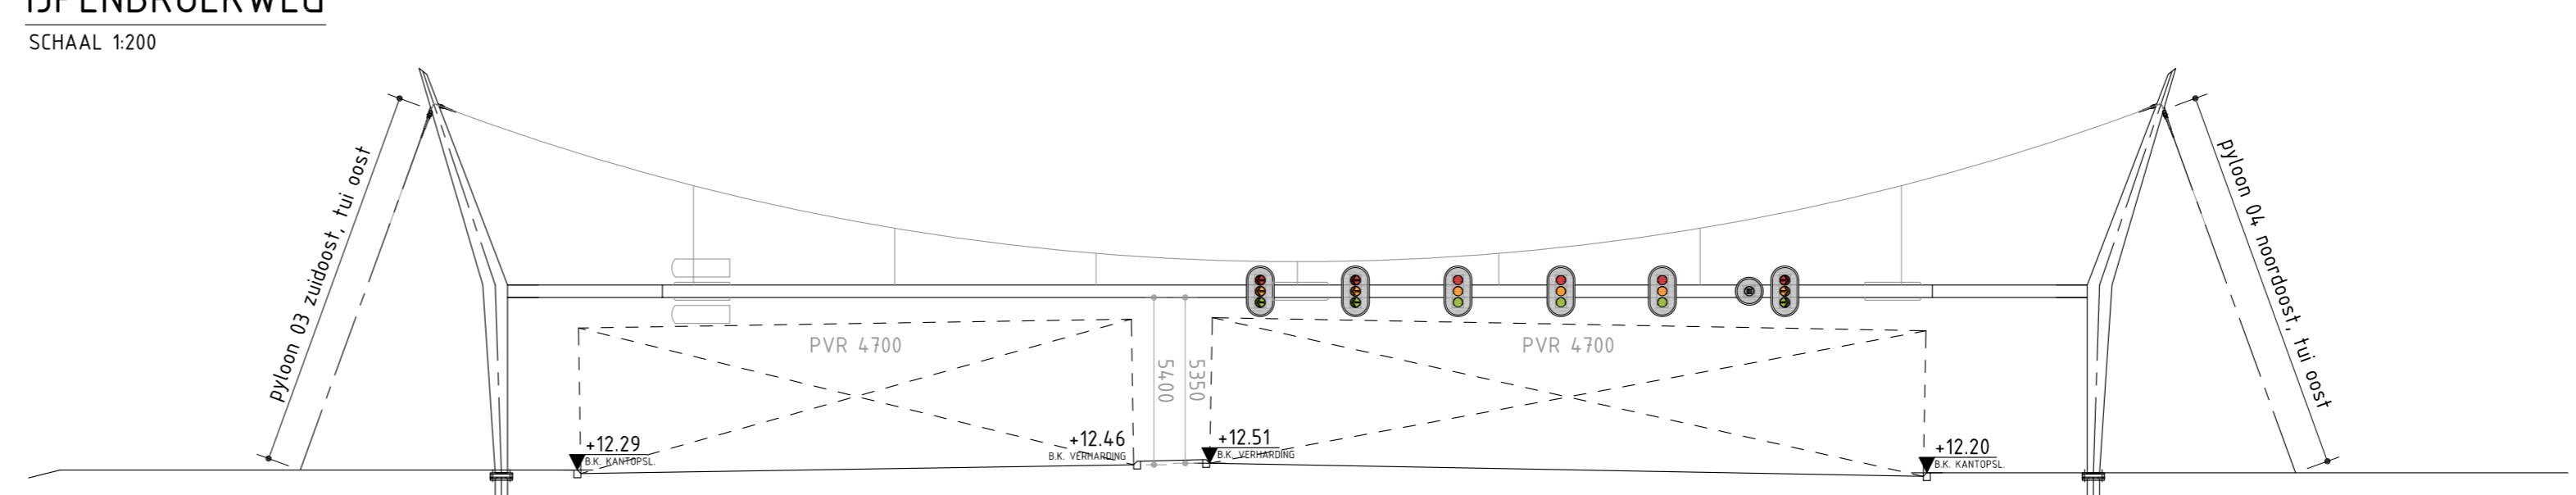 SCHAAL 1:200
pyloon 03 zuidoost, tui oost
pyloon 04 noordoost, tui oost
PVR 4700
PVR 4700
5400
5350
+12.29
B.K. KANTOPSL.
+12.46
B.K. VERHARDING
+12.51
B.K. VERHARDING
+12.20
B.K. KANTOPSL.